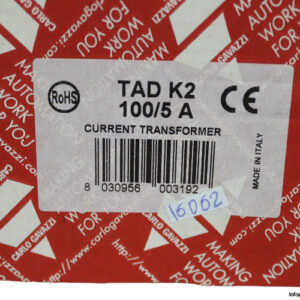 RoHS
TAD K2
100/5 A
CE
CURRENT TRANSFORMER
MADE IN ITALY
8 030956 003192
16062
CARLO GAVAZZI
MAKING
AUTOMATION
WORK
FOR YOU
http://www.carlogavazzi.com